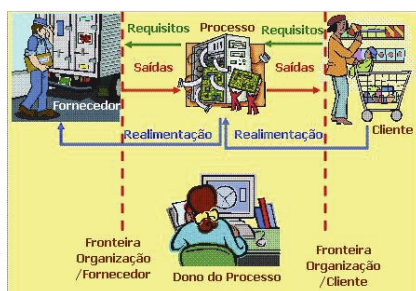 Requisitos
Processo
Requisitos
Saídas
Saídas
Fornecedor
Cliente
Realimentação
Realimentação
Fronteira
Organização
/Fornecedor
Dono do Processo
Fronteira
Organização
/Cliente